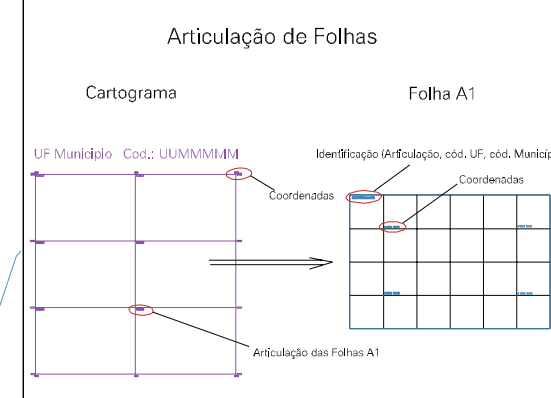 Articulação de Folhas
Cartograma
Folha A1
UF Municipio Cod.: UUMMMMM
Identificação (Articulação, cód. UF, cód. Municíp
Coordenadas
Coordenadas
Articulação das Folhas A1